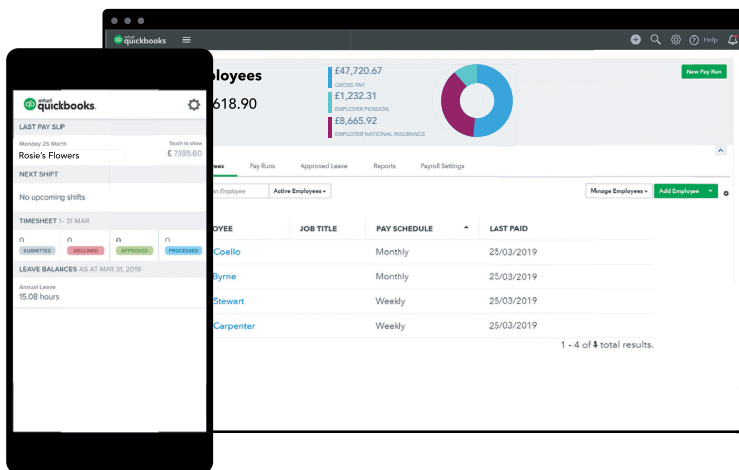 intuit
quickbooks
Help
ployees
618.90
£47,720.67
GROSS PAY
£1,232.31
EMPLOYER PENSION
£8,665.92
EMPLOYER NATIONAL INSURANCE
New Pay Run
Pay Runs
Approved Leave
Reports
Payroll Settings
Employee
Active Employees
Manage Employees
Add Employee
OYEE
JOB TITLE
PAY SCHEDULE
LAST PAID
Coello
Monthly
25/03/2019
Byrne
Monthly
25/03/2019
Stewart
Weekly
25/03/2019
Carpenter
Weekly
25/03/2019
1 - 4 of 4 total results.
intuit
quickbooks.
LAST PAY SLIP
Monday 25 March
Touch to show
Rosie's Flowers
£ 7,135.60
NEXT SHIFT
No upcoming shifts
TIMESHEET 1 - 31 MAR
0
0
0
0
SUBMITTED
DECLINED
APPROVED
PROCESSED
LEAVE BALANCES AS AT MAR 31, 2019
Annual Leave
15.08 hours